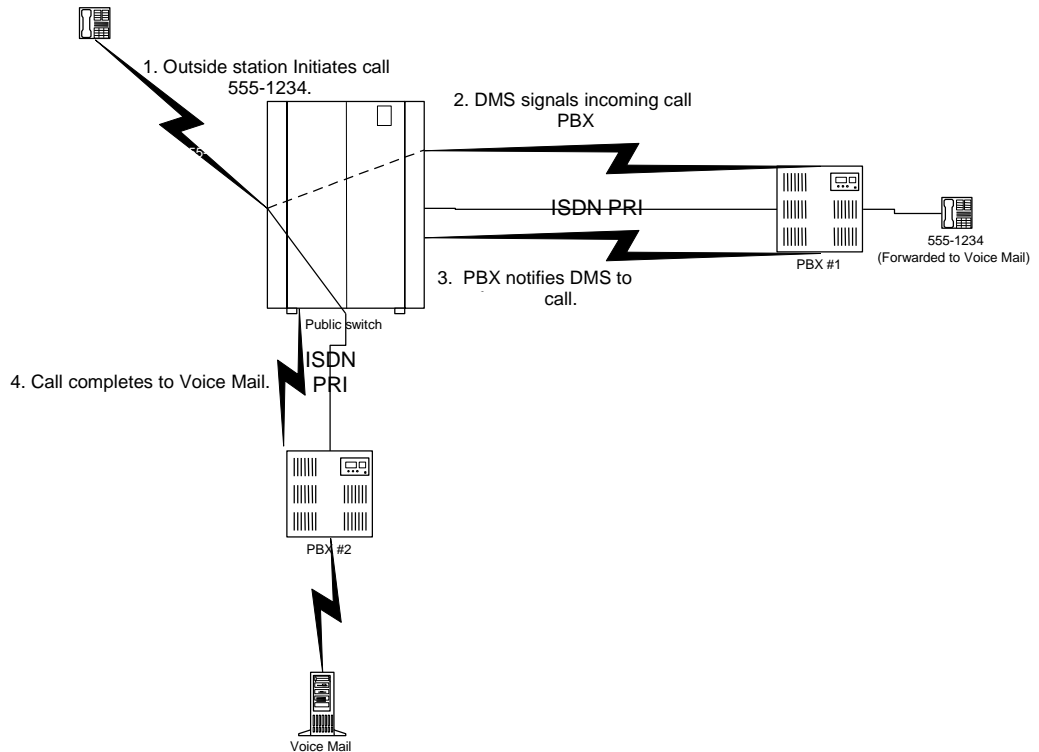 1. Outside station Initiates call
555-1234.
2. DMS signals incoming call
PBX
ISDN PRI
555-1234
(Forwarded to Voice Mail)
PBX #1
3. PBX notifies DMS to
call.
Public switch
ISDN
PRI
4. Call completes to Voice Mail.
PBX #2
Voice Mail